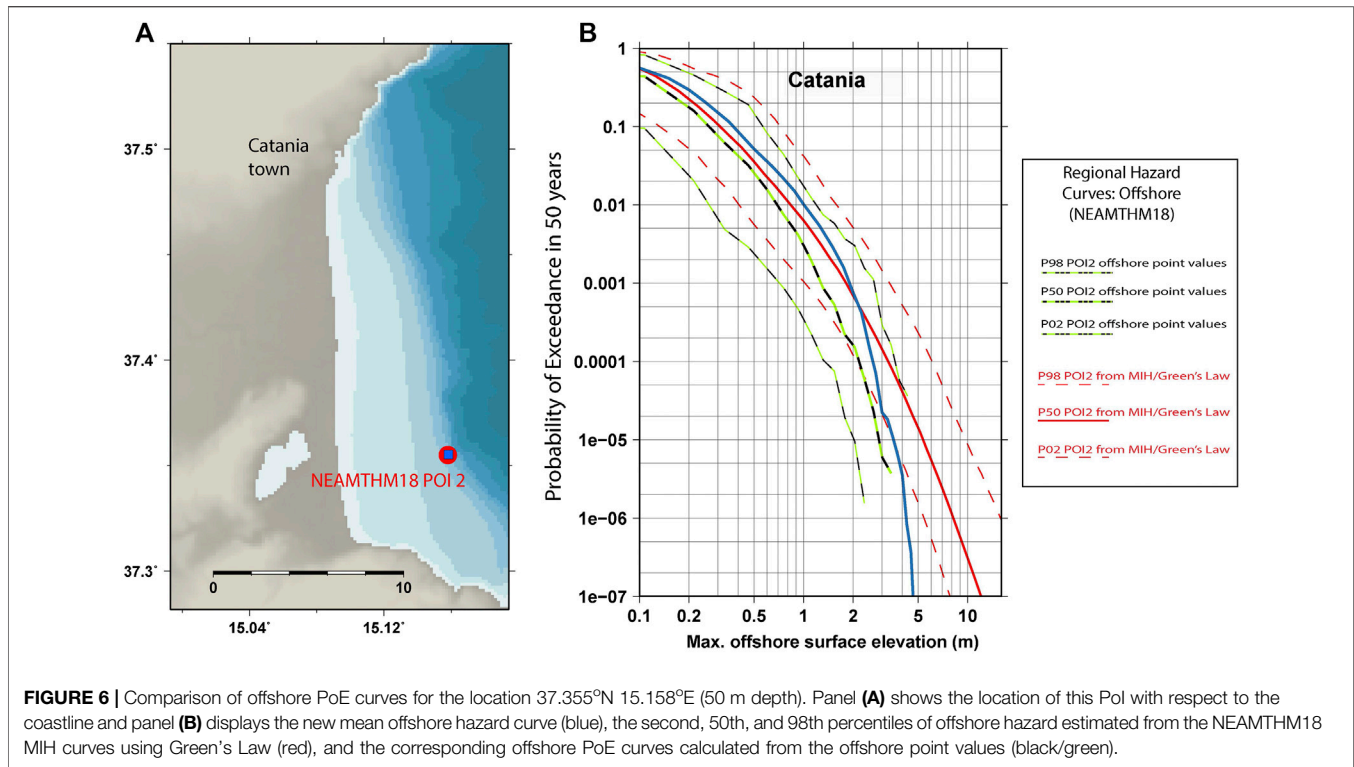 A
37.5°
37.4°
37.3°
Catania
town
NEAMTHM18 POI 2
0 10
15.04° 15.12°
B
Catania
Probability of Exceedance in 50 years
1
0.1
0.01
0.001
0.0001
1e-05
1e-06
1e-07
0.1 0.2 0.5 1 2 5 10
Max. offshore surface elevation (m)
Regional Hazard
Curves: Offshore
(NEAMTHM18)
P98 POI2 offshore point values
P50 POI2 offshore point values
P02 POI2 offshore point values
P98 POI2 from MIH/Green's Law
P50 POI2 from MIH/Green's Law
P02 POI2 from MIH/Green's Law
FIGURE 6 | Comparison of offshore PoE curves for the location 37.355°N 15.158°E (50 m depth). Panel (A) shows the location of this PoI with respect to the
coastline and panel (B) displays the new mean offshore hazard curve (blue), the second, 50th, and 98th percentiles of offshore hazard estimated from the NEAMTHM18
MIH curves using Green's Law (red), and the corresponding offshore PoE curves calculated from the offshore point values (black/green).